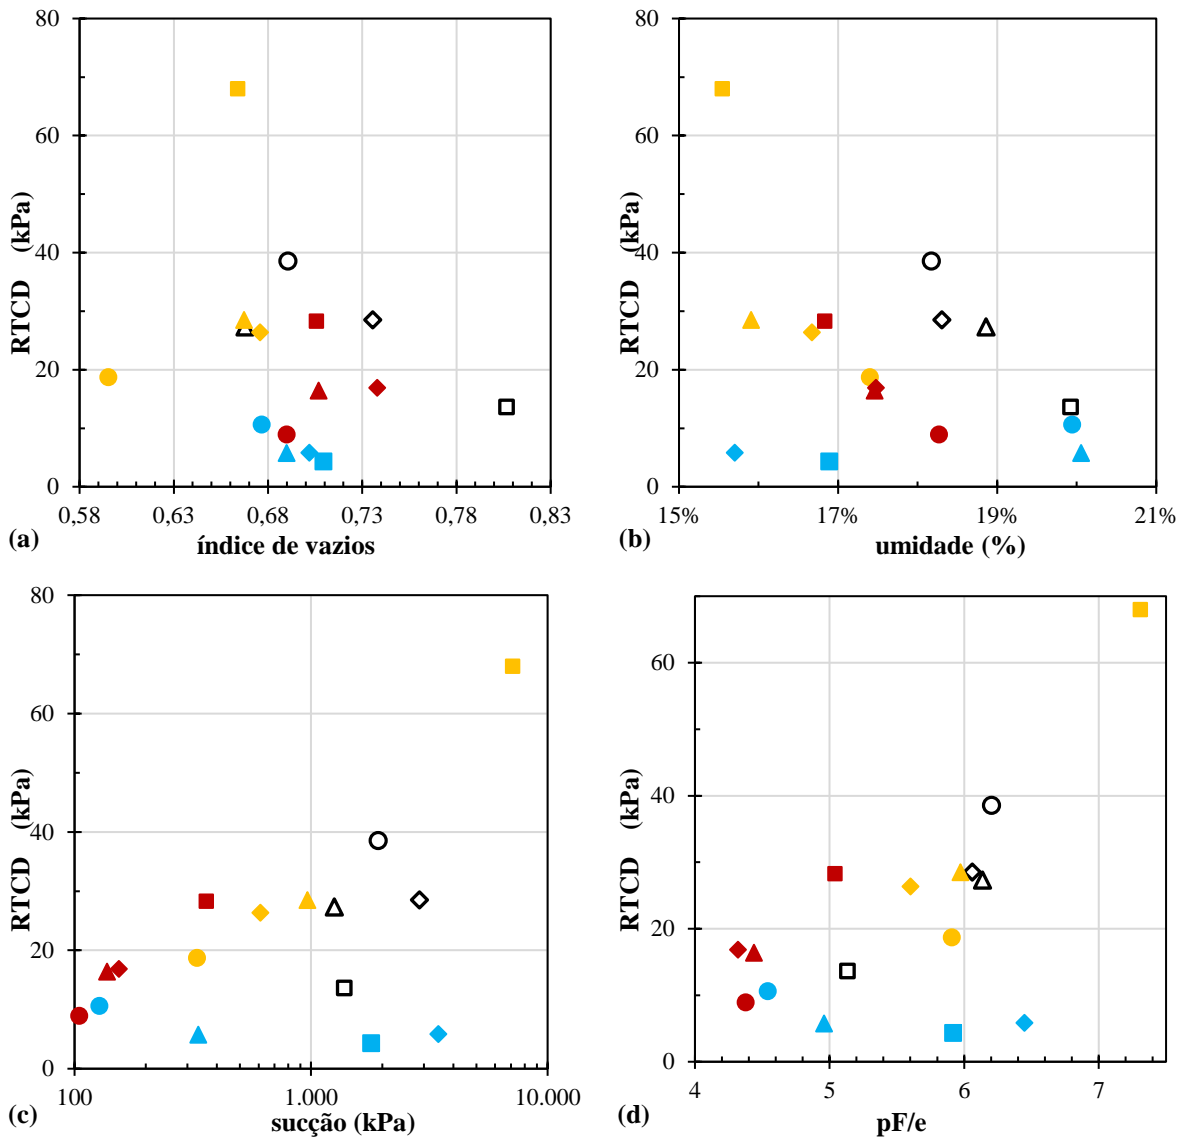 80
60
40
20
0
RTCD (kPa)
0,58 0,63 0,68 0,73 0,78 0,83
(a) índice de vazios
80
60
40
20
0
RTCD (kPa)
15% 17% 19% 21%
(b) umidade (%)
80
60
40
20
0
RTCD (kPa)
100 1.000 10.000
(c) sucção (kPa)
60
40
20
0
RTCD (kPa)
4 5 6 7
(d) pF/e